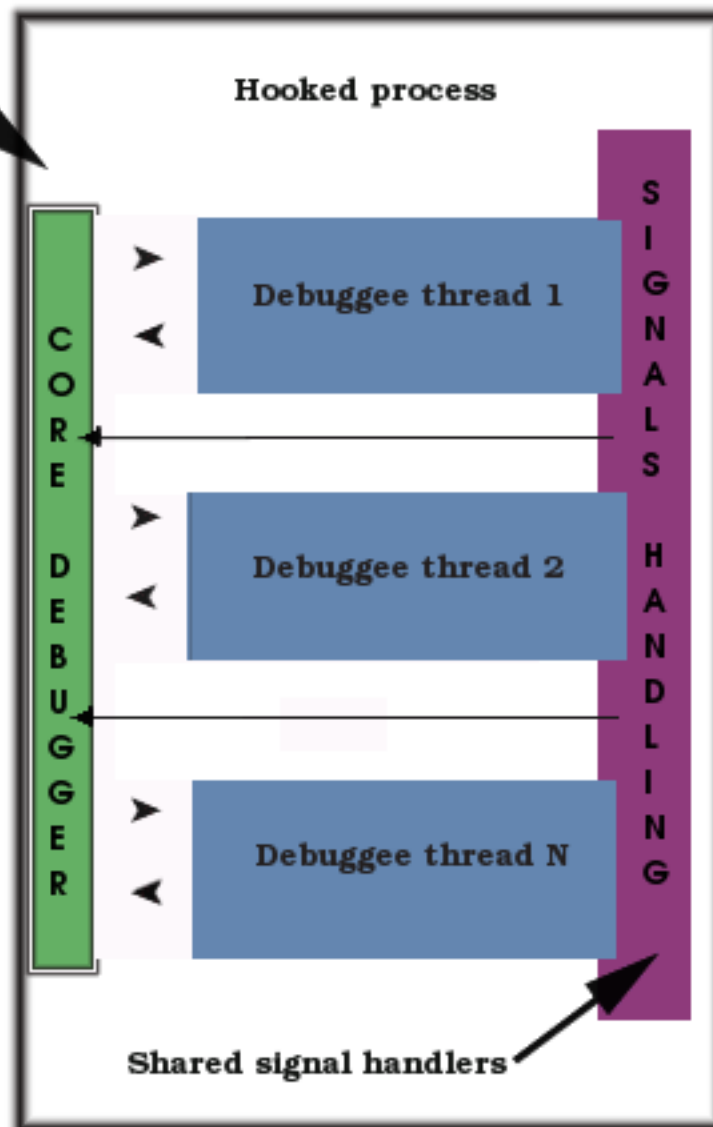 Hooked process
CORE DEBUGGER
Debuggee thread 1
Debuggee thread 2
Debuggee thread N
SIGNALS HANDLING
Shared signal handlers